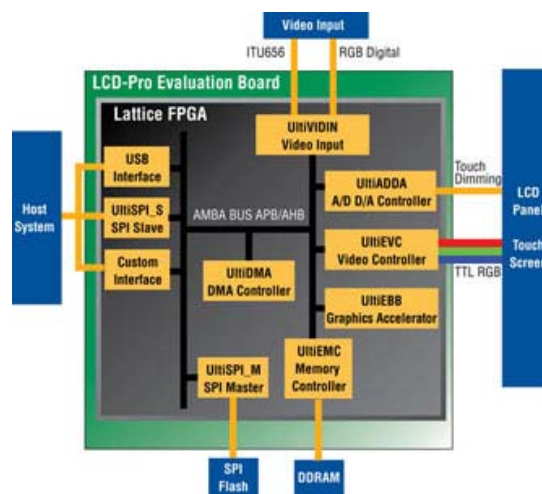 Video Input
ITU656
RGB Digital
LCD-Pro Evaluation Board
Lattice FPGA
UltiVIDIN
Video Input
USB
Interface
UltiSPI_S
SPI Slave
Custom
Interface
Host
System
AMBA BUS APB/AHB
UltiADDA
A/D D/A Controller
Touch
Dimming
LCD
Panel
UltiEVC
Video Controller
Touch
Screen
TTL RGB
UltiDMA
DMA Controller
UltiEBB
Graphics Accelerator
UltiSPI_M
SPI Master
UltiEMC
Memory
Controller
SPI
Flash
DDRAM